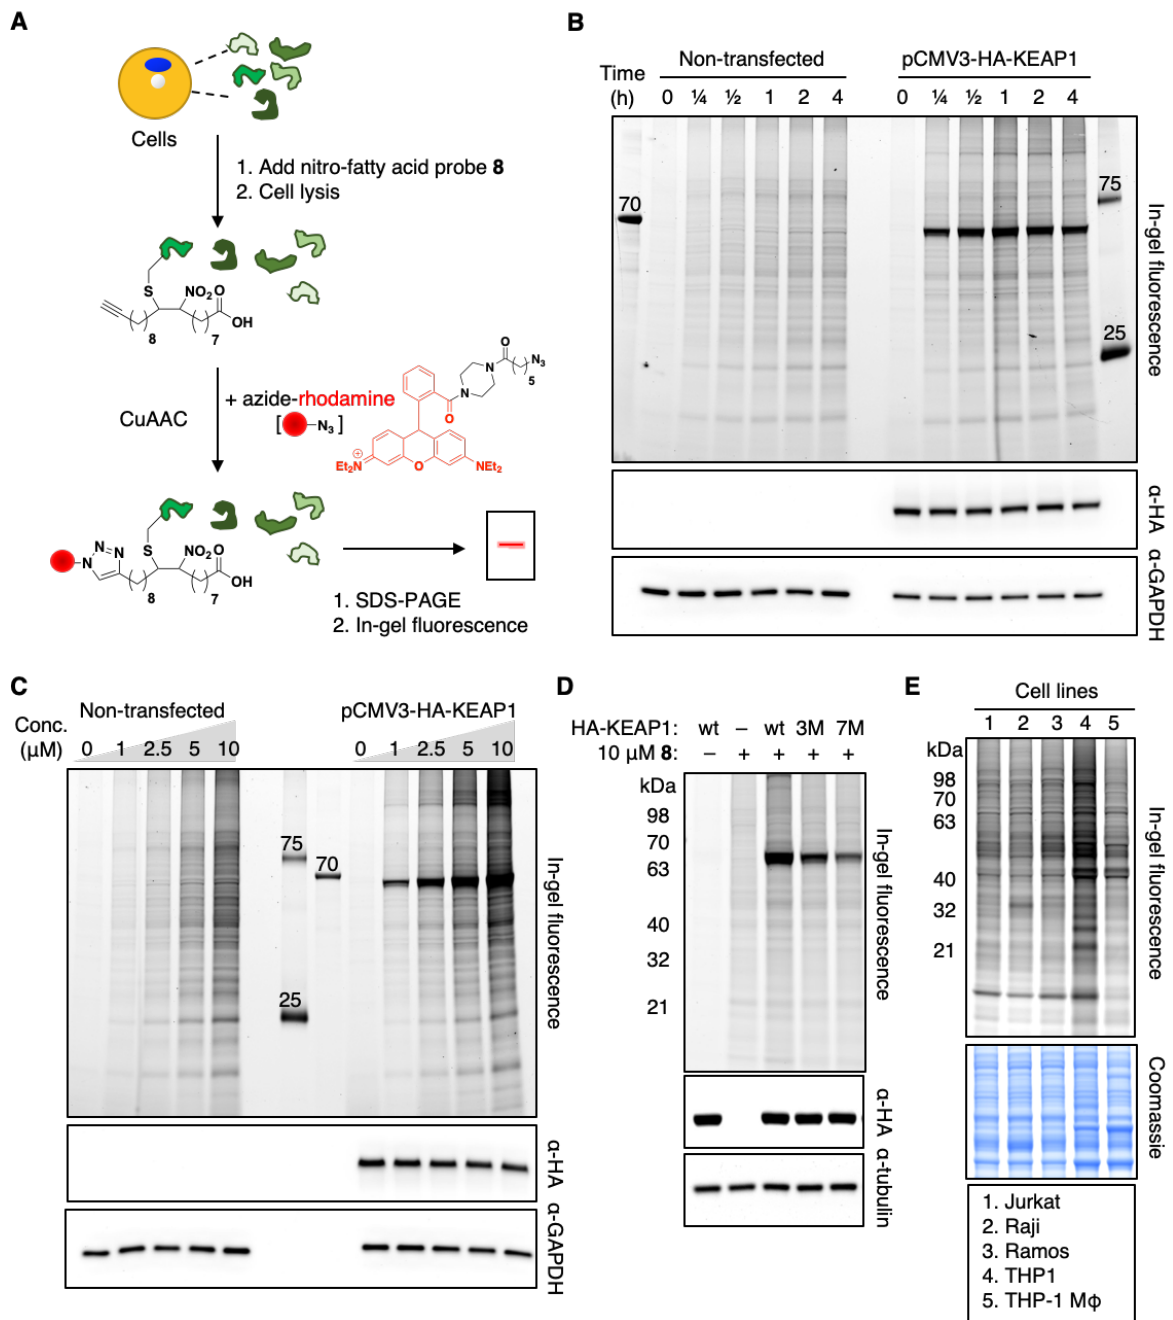 A
Cells
1. Add nitro-fatty acid probe 8
2. Cell lysis
S
NO2
O
OH
8
7
CuAAC
+ azide-rhodamine
[ N3 ]
O
N3
N
5
N
O
Et2N
⊕
O
NEt2
N
N
N
S
NO2
O
OH
8
7
1. SDS-PAGE
2. In-gel fluorescence
B
Non-transfected
pCMV3-HA-KEAP1
Time
(h) 0 ¼ ½ 1 2 4 0 ¼ ½ 1 2 4
70
75
25
In-gel fluorescence
α-HA
α-GAPDH
C
Non-transfected
pCMV3-HA-KEAP1
Conc.
(μM) 0 1 2.5 5 10 0 1 2.5 5 10
75
70
25
In-gel fluorescence
α-HA
α-GAPDH
D
HA-KEAP1: wt – wt 3M 7M
10 μM 8: – + + + +
kDa
98
70
63
40
32
21
In-gel fluorescence
α-HA
α-tubulin
E
Cell lines
1 2 3 4 5
kDa
98
70
63
40
32
21
In-gel fluorescence
Coomassie
1. Jurkat
2. Raji
3. Ramos
4. THP1
5. THP-1 Mϕ